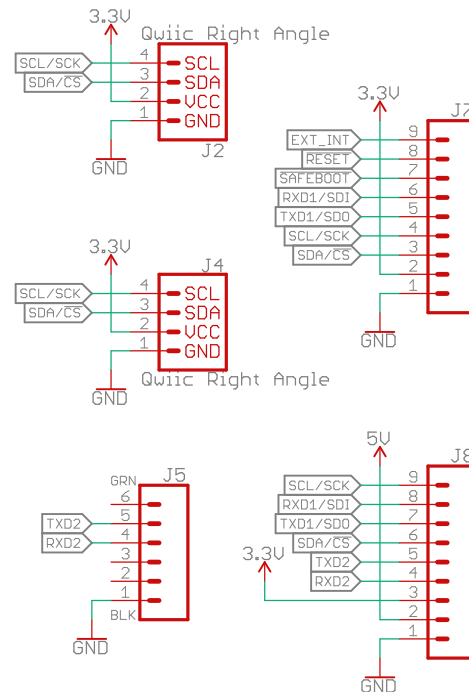 3.3V
Qwiic Right Angle
SCL/SCK
4
SCL
SDA/CS
3
SDA
2
VCC
1
GND
J2
GND
3.3V
J4
SCL/SCK
4
SCL
SDA/CS
3
SDA
2
VCC
1
GND
Qwiic Right Angle
GND
GRN
J5
6
TXD2
5
RXD2
4
3
2
1
BLK
GND
3.3V
J7
EXT_INT
9
RESET
8
SAFEBOOT
7
RXD1/SDI
6
TXD1/SDO
5
SCL/SCK
4
SDA/CS
3
2
1
GND
5V
J8
SCL/SCK
9
RXD1/SDI
8
TXD1/SDO
7
SDA/CS
6
3.3V
TXD2
5
RXD2
4
3
2
1
GND